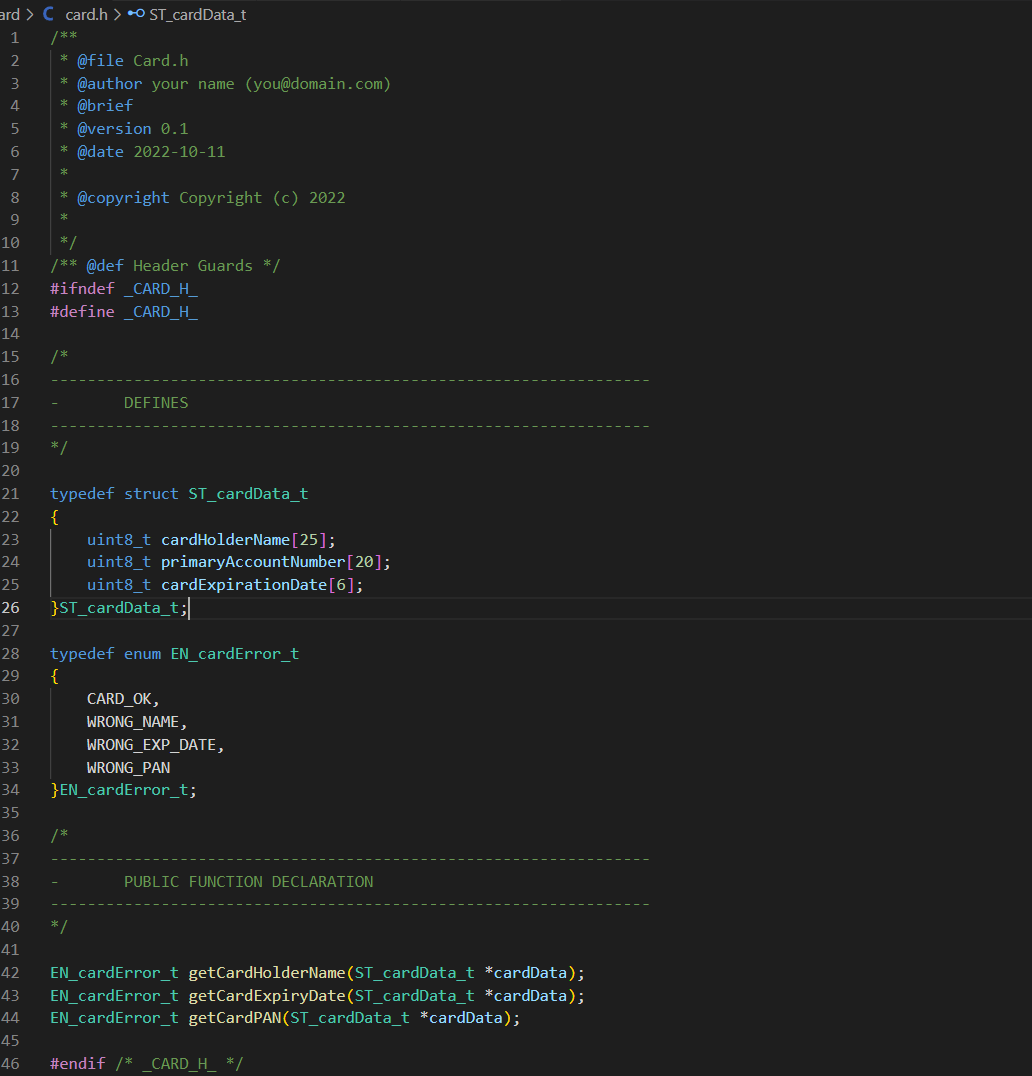 ard > C card.h > ST_cardData_t
1 /**
2  * @file Card.h
3  * @author your name (you@domain.com)
4  * @brief
5  * @version 0.1
6  * @date 2022-10-11
7  *
8  * @copyright Copyright (c) 2022
9  *
10  */
11 /** @def Header Guards */
12 #ifndef _CARD_H_
13 #define _CARD_H_
14
15 /*
16 -----------------------------------------------------------------
17 -       DEFINES
18 -----------------------------------------------------------------
19 */
20
21 typedef struct ST_cardData_t
22 {
23     uint8_t cardHolderName[25];
24     uint8_t primaryAccountNumber[20];
25     uint8_t cardExpirationDate[6];
26 }ST_cardData_t;
27
28 typedef enum EN_cardError_t
29 {
30     CARD_OK,
31     WRONG_NAME,
32     WRONG_EXP_DATE,
33     WRONG_PAN
34 }EN_cardError_t;
35
36 /*
37 -----------------------------------------------------------------
38 -       PUBLIC FUNCTION DECLARATION
39 -----------------------------------------------------------------
40 */
41
42 EN_cardError_t getCardHolderName(ST_cardData_t *cardData);
43 EN_cardError_t getCardExpiryDate(ST_cardData_t *cardData);
44 EN_cardError_t getCardPAN(ST_cardData_t *cardData);
45
46 #endif /* _CARD_H_ */